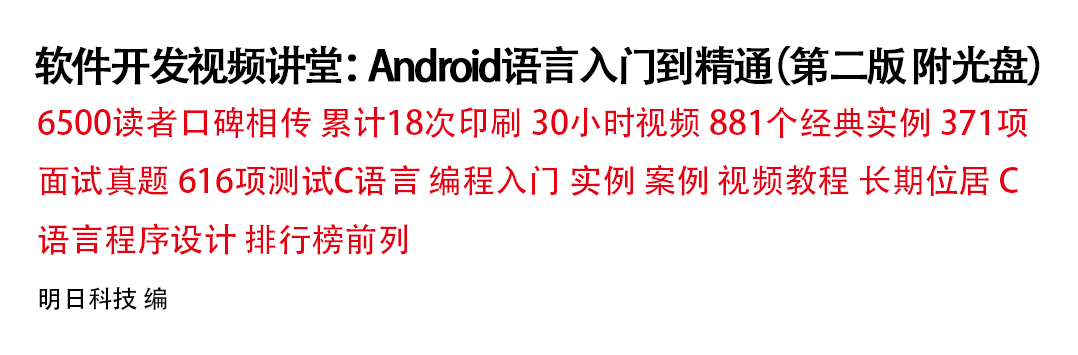 软件开发视频讲堂：Android语言入门到精通（第二版 附光盘）
6500读者口碑相传 累计18次印刷 30小时视频 881个经典实例 371项
面试真题 616项测试C语言 编程入门 实例 案例 视频教程 长期位居 C
语言程序设计 排行榜前列
明日科技 编